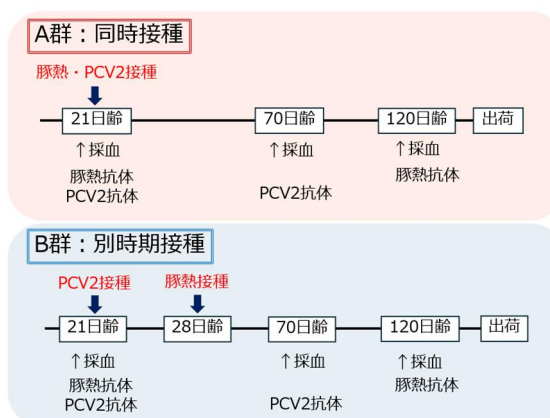 A群：同時接種
豚熱・PCV2接種
21日齢
70日齢
120日齢
出荷
↑採血
↑採血
↑採血
豚熱抗体
PCV2抗体
PCV2抗体
豚熱抗体
B群：別時期接種
PCV2接種
豚熱接種
21日齢
28日齢
70日齢
120日齢
出荷
↑採血
↑採血
↑採血
豚熱抗体
PCV2抗体
PCV2抗体
豚熱抗体